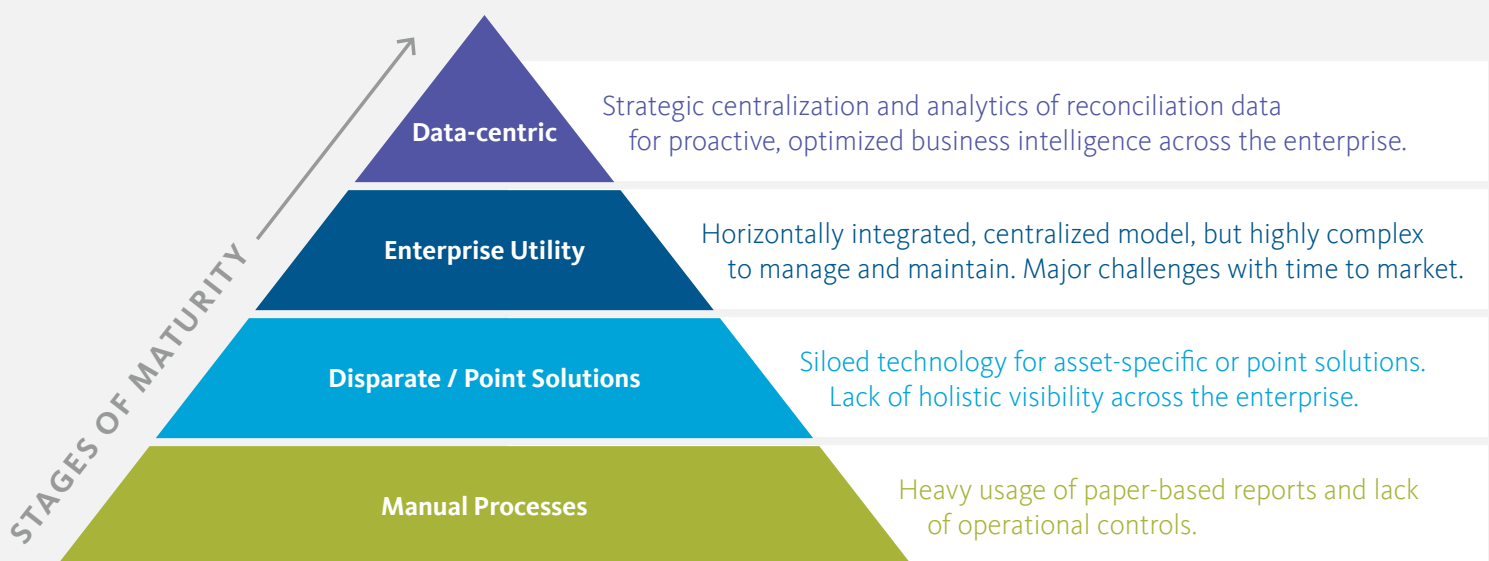 STAGES OF MATURITY
Data-centric
Strategic centralization and analytics of reconciliation data
for proactive, optimized business intelligence across the enterprise.
Enterprise Utility
Horizontally integrated, centralized model, but highly complex
to manage and maintain. Major challenges with time to market.
Disparate / Point Solutions
Siloed technology for asset-specific or point solutions.
Lack of holistic visibility across the enterprise.
Manual Processes
Heavy usage of paper-based reports and lack
of operational controls.